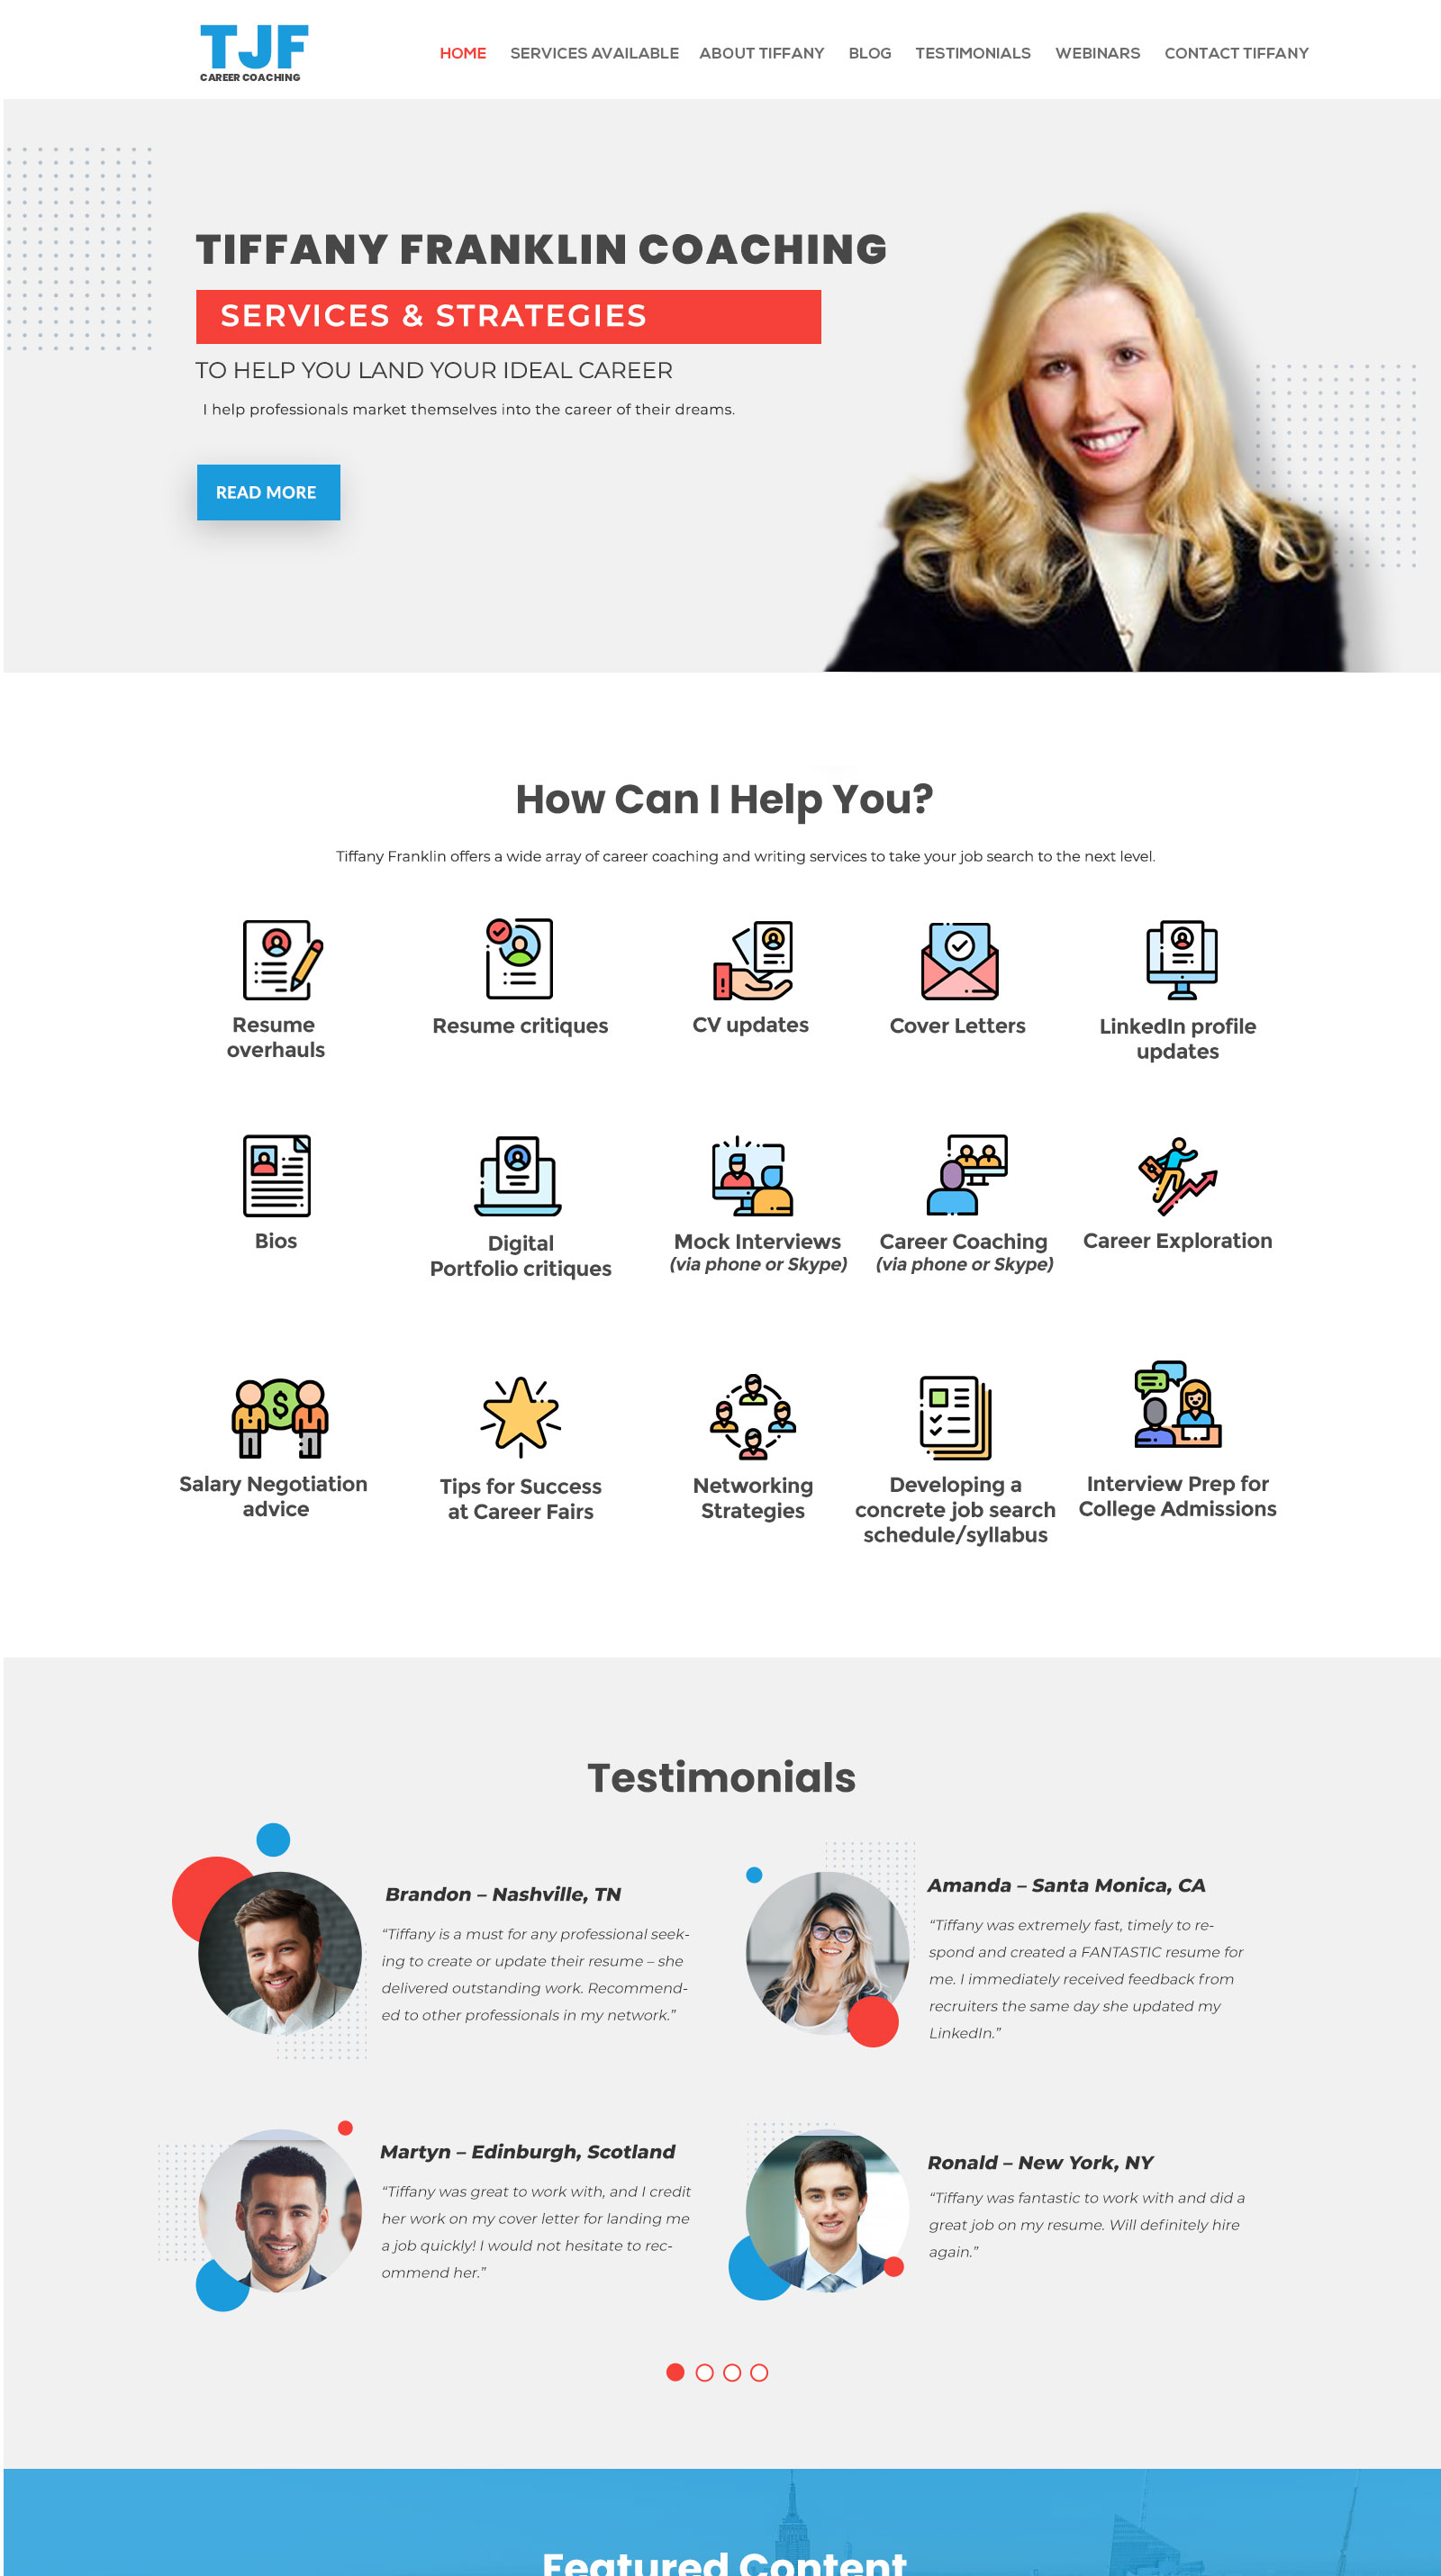 TJF
CAREER COACHING
HOME SERVICES AVAILABLE ABOUT TIFFANY BLOG TESTIMONIALS WEBINARS CONTACT TIFFANY
TIFFANY FRANKLIN COACHING
SERVICES & STRATEGIES
TO HELP YOU LAND YOUR IDEAL CAREER
I help professionals market themselves into the career of their dreams.
READ MORE
How Can I Help You?
Tiffany Franklin offers a wide array of career coaching and writing services to take your job search to the next level.
Resume
overhauls
Resume critiques
CV updates
Cover Letters
LinkedIn profile
updates
Bios
Digital
Portfolio critiques
Mock Interviews
(via phone or Skype)
Career Coaching
(via phone or Skype)
Career Exploration
$
Salary Negotiation
advice
Tips for Success
at Career Fairs
Networking
Strategies
Developing a
concrete job search
schedule/syllabus
Interview Prep for
College Admissions
Testimonials
Brandon – Nashville, TN
“Tiffany is a must for any professional seek-
ing to create or update their resume – she
delivered outstanding work. Recommend-
ed to other professionals in my network.”
Amanda – Santa Monica, CA
“Tiffany was extremely fast, timely to re-
spond and created a FANTASTIC resume for
me. I immediately received feedback from
recruiters the same day she updated my
LinkedIn.”
Martyn – Edinburgh, Scotland
“Tiffany was great to work with, and I credit
her work on my cover letter for landing me
a job quickly! I would not hesitate to rec-
ommend her.”
Ronald – New York, NY
“Tiffany was fantastic to work with and did a
great job on my resume. Will definitely hire
again.”
Featured Content